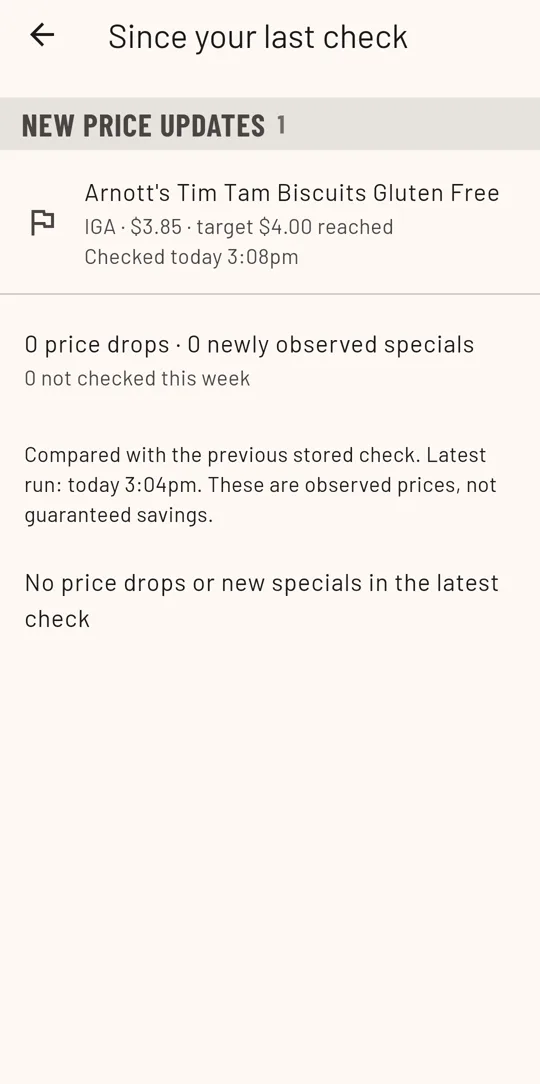 Since your last check
NEW PRICE UPDATES 1
Arnott's Tim Tam Biscuits Gluten Free
IGA · $3.85 · target $4.00 reached
Checked today 3:08pm
0 price drops · 0 newly observed specials
0 not checked this week
Compared with the previous stored check. Latest
run: today 3:04pm. These are observed prices, not
guaranteed savings.
No price drops or new specials in the latest
check